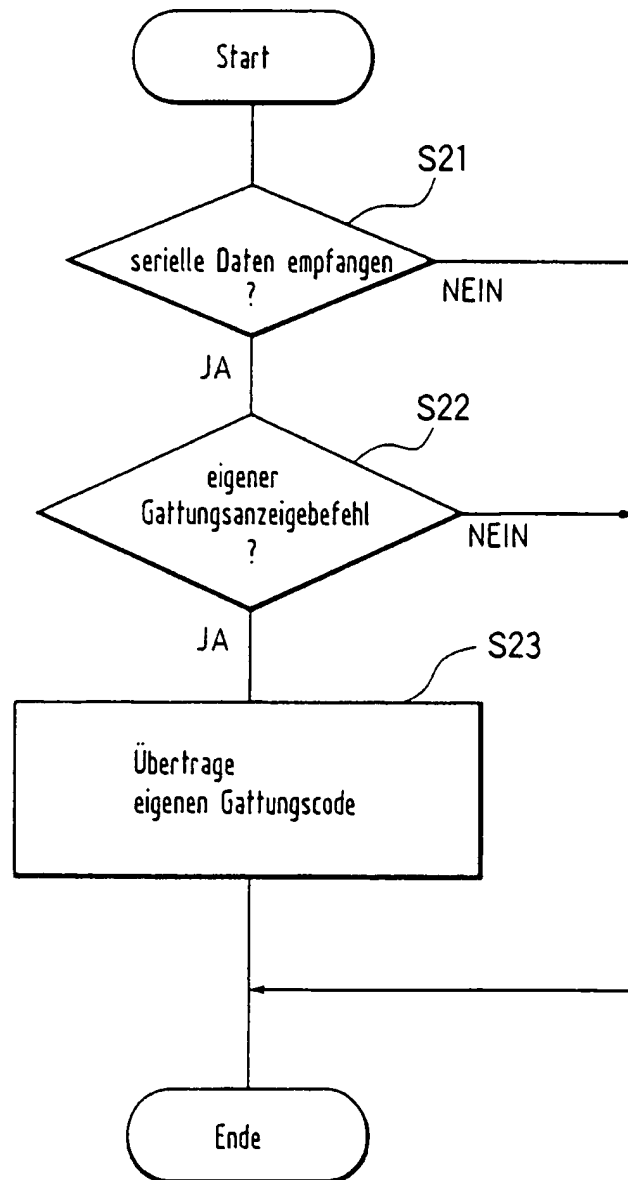 Start
S21
serielle Daten empfangen
?
NEIN
JA
S22
eigener
Gattungsanzeigebefehl
?
NEIN
JA
S23
Übertrage
eigenen Gattungscode
Ende